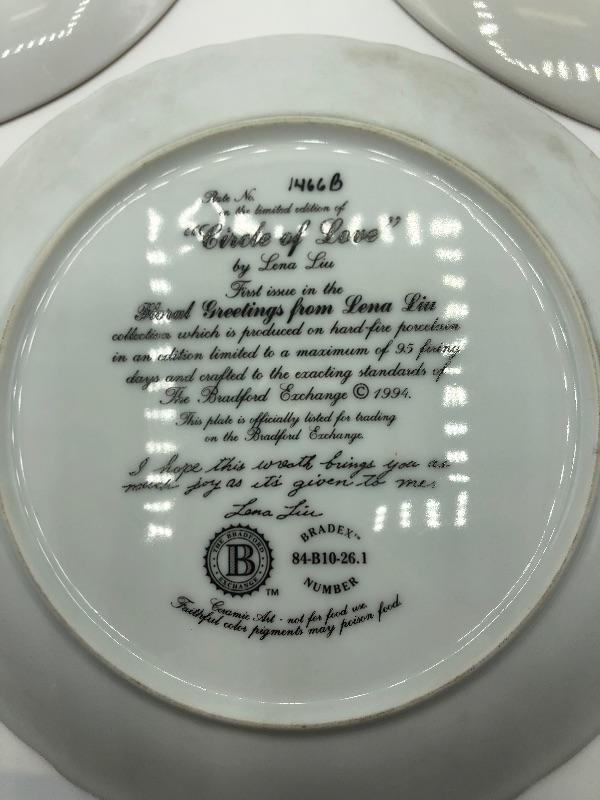 Plate No. 1466B
in the limited edition of
"Circle of Love"
by Lena Liu
First issue in the
Floral Greetings from Lena Liu
collection which is produced on hard-fire porcelain
in an edition limited to a maximum of 95 firing
days and crafted to the exacting standards of
The Bradford Exchange © 1994.
This plate is officially listed for trading
on the Bradford Exchange.
I hope this wreath brings you as
much joy as it's given to me.
Lena Liu
THE BRADFORD
B
EXCHANGE
TM
BRADEX™
84-B10-26.1
NUMBER
Ceramic Art - not for food use.
Faithful color pigments may poison food.